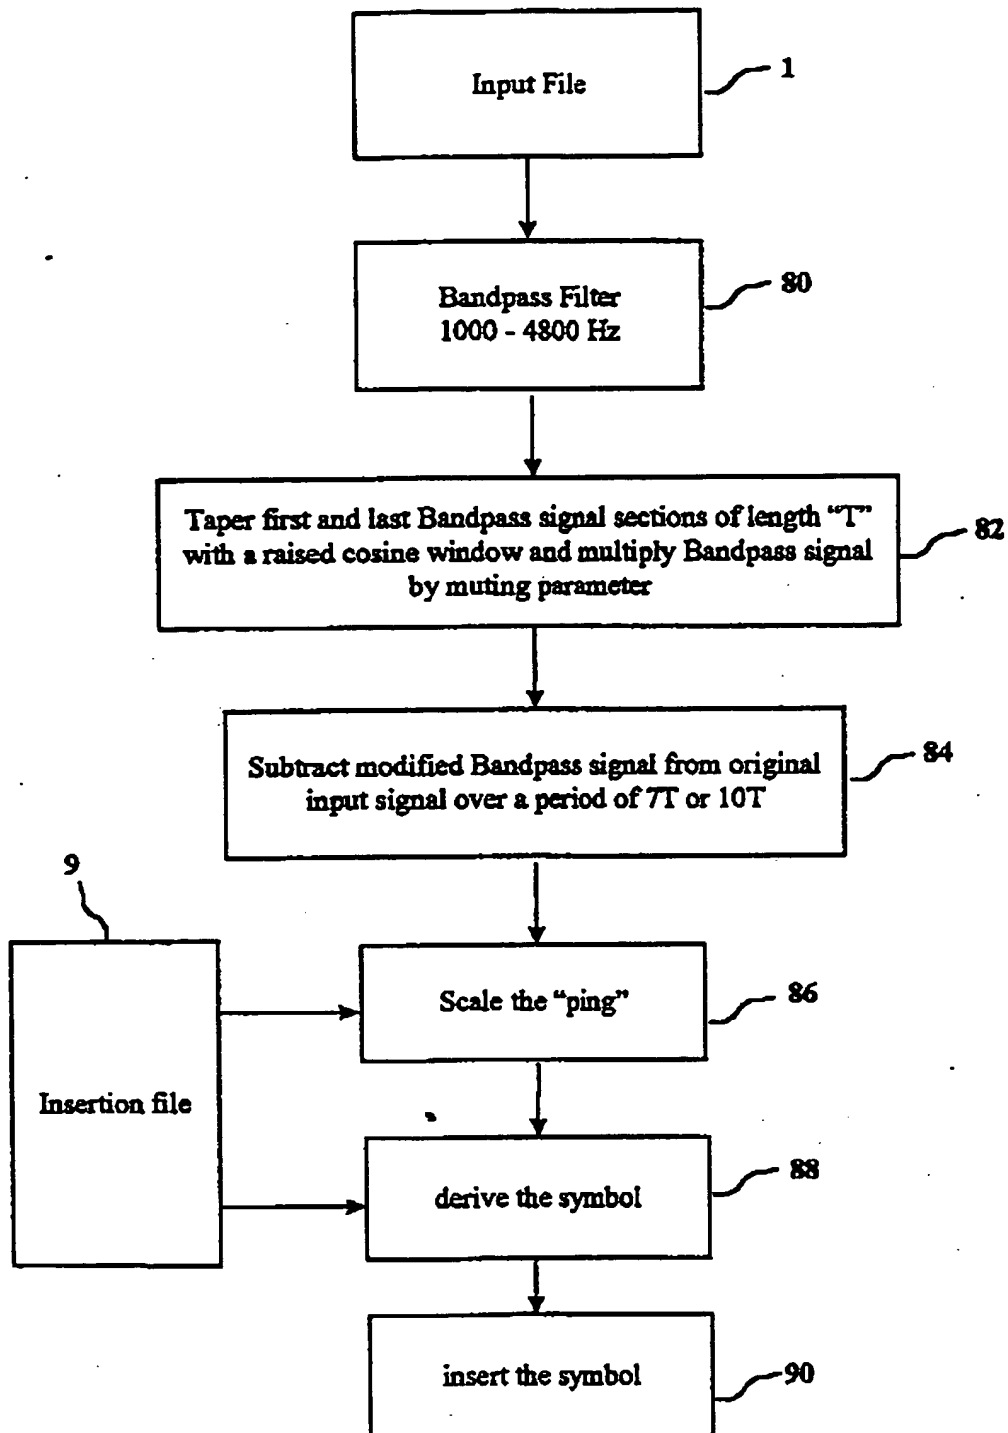 Input File
1
Bandpass Filter
1000 - 4800 Hz
80
Taper first and last Bandpass signal sections of length “T”
with a raised cosine window and multiply Bandpass signal
by muting parameter
82
Subtract modified Bandpass signal from original
input signal over a period of 7T or 10T
84
9
Insertion file
Scale the “ping”
86
derive the symbol
88
insert the symbol
90